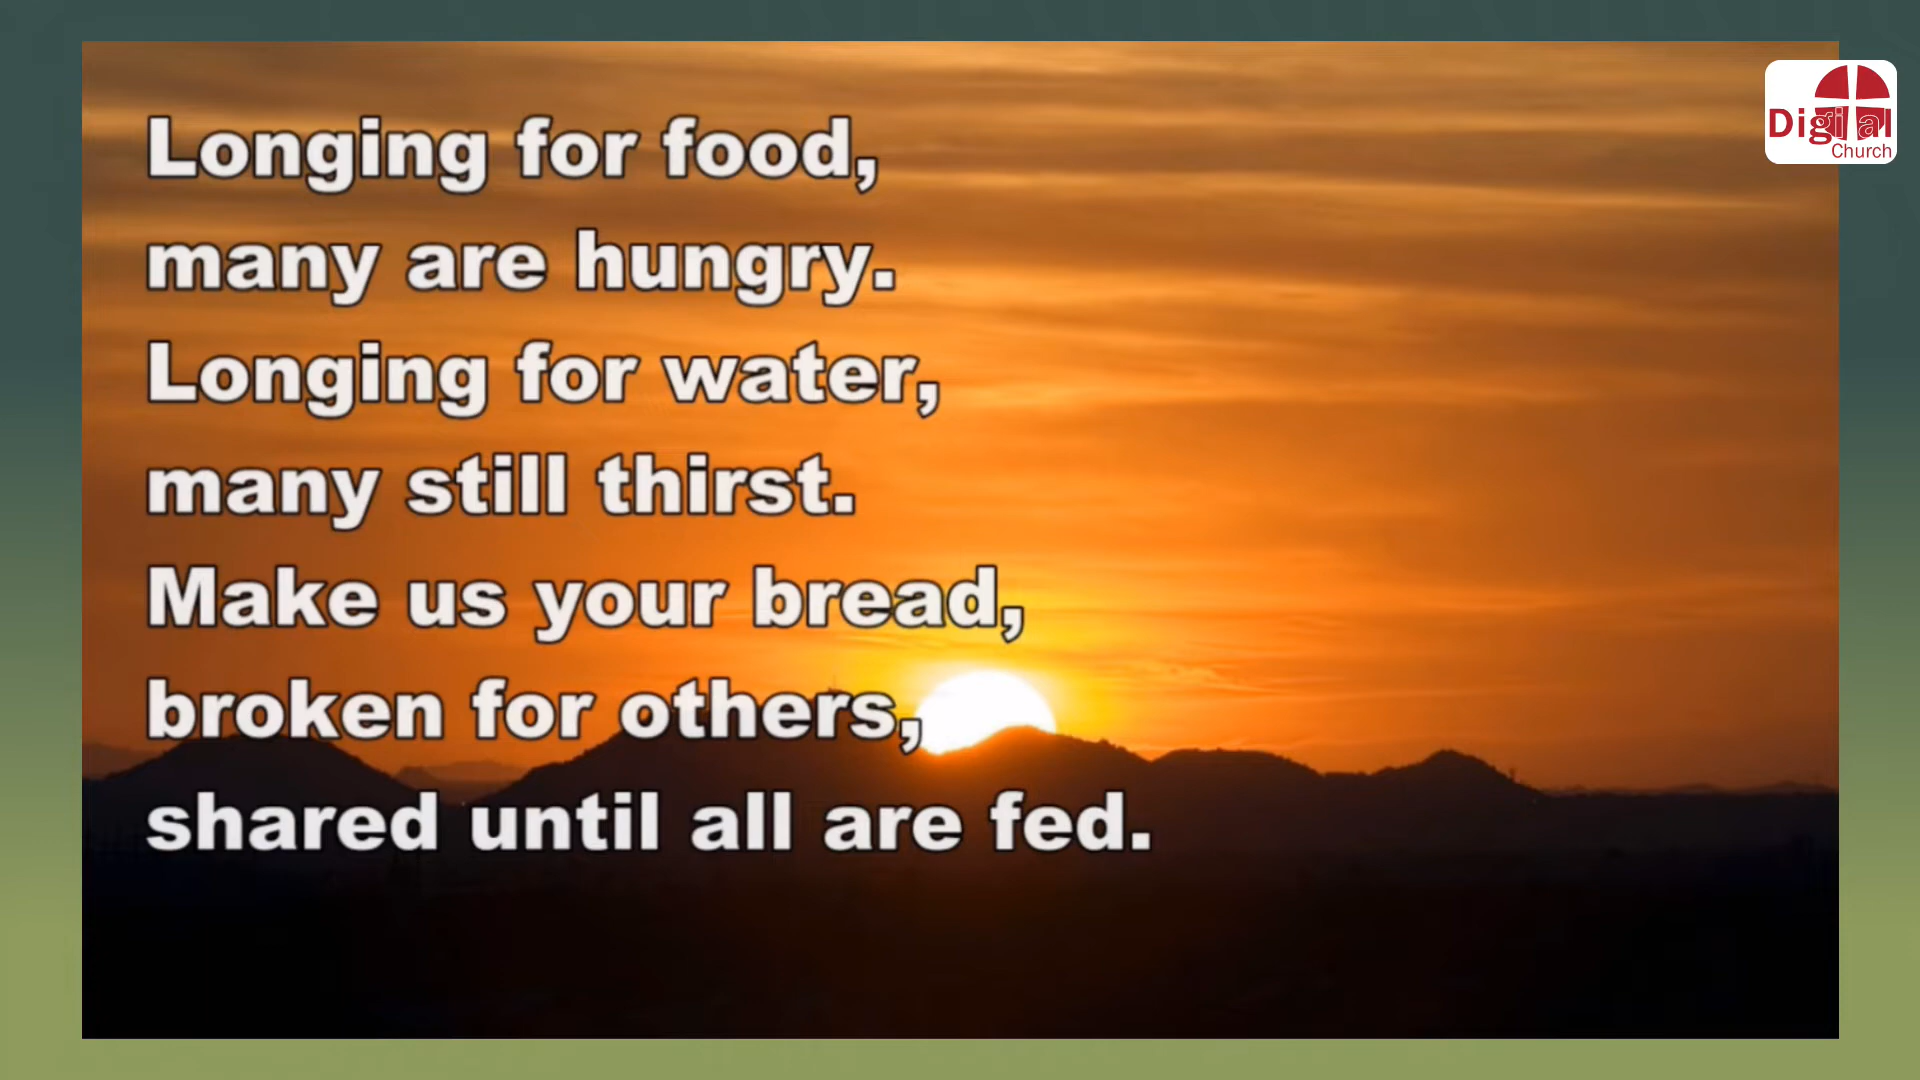 Longing for food,
many are hungry.
Longing for water,
many still thirst.
Make us your bread,
broken for others,
shared until all are fed.
Digital
Church